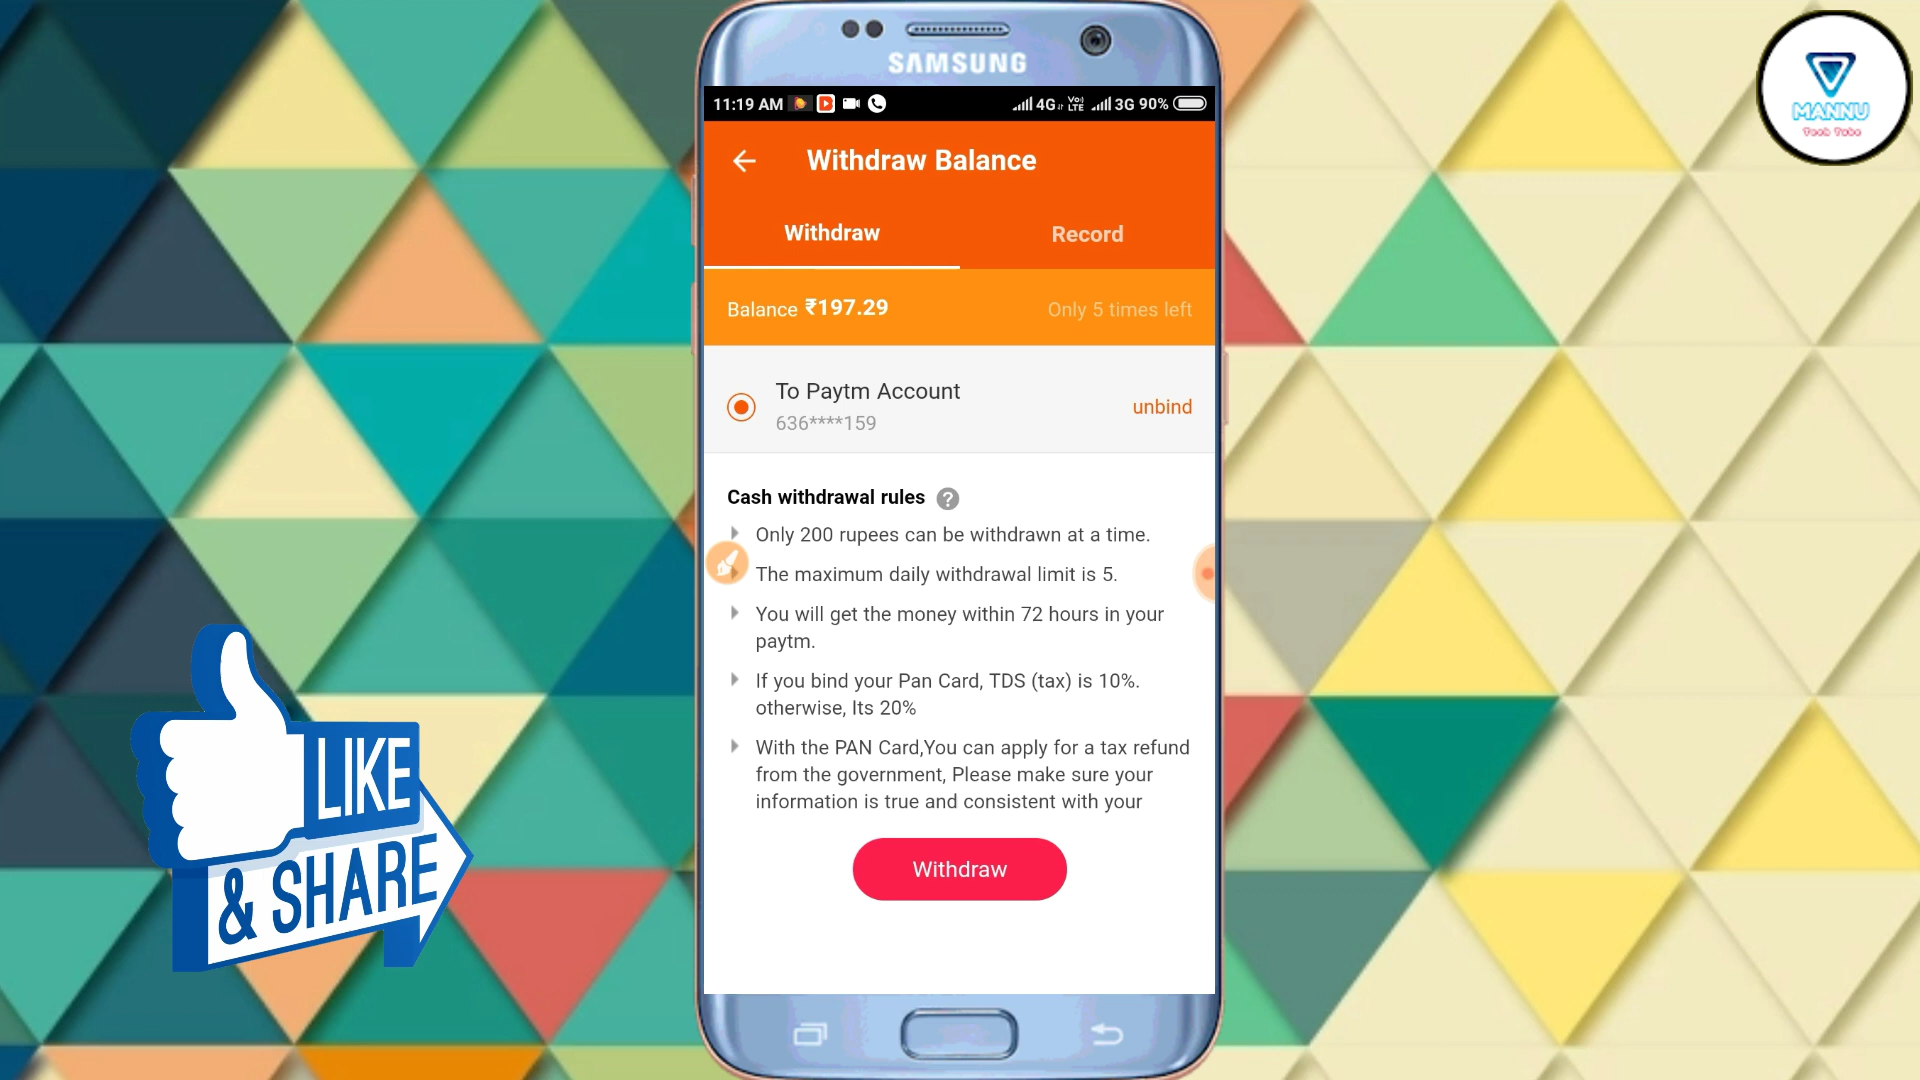 SAMSUNG
11:19 AM 4G VoLTE 3G 90%
Withdraw Balance
Withdraw Record
Balance ₹197.29 Only 5 times left
To Paytm Account
636****159
unbind
Cash withdrawal rules ?
Only 200 rupees can be withdrawn at a time.
The maximum daily withdrawal limit is 5.
You will get the money within 72 hours in your
paytm.
If you bind your Pan Card, TDS (tax) is 10%.
otherwise, Its 20%
With the PAN Card,You can apply for a tax refund
from the government, Please make sure your
information is true and consistent with your
Withdraw
LIKE
& SHARE
MANNU
Tech Tube